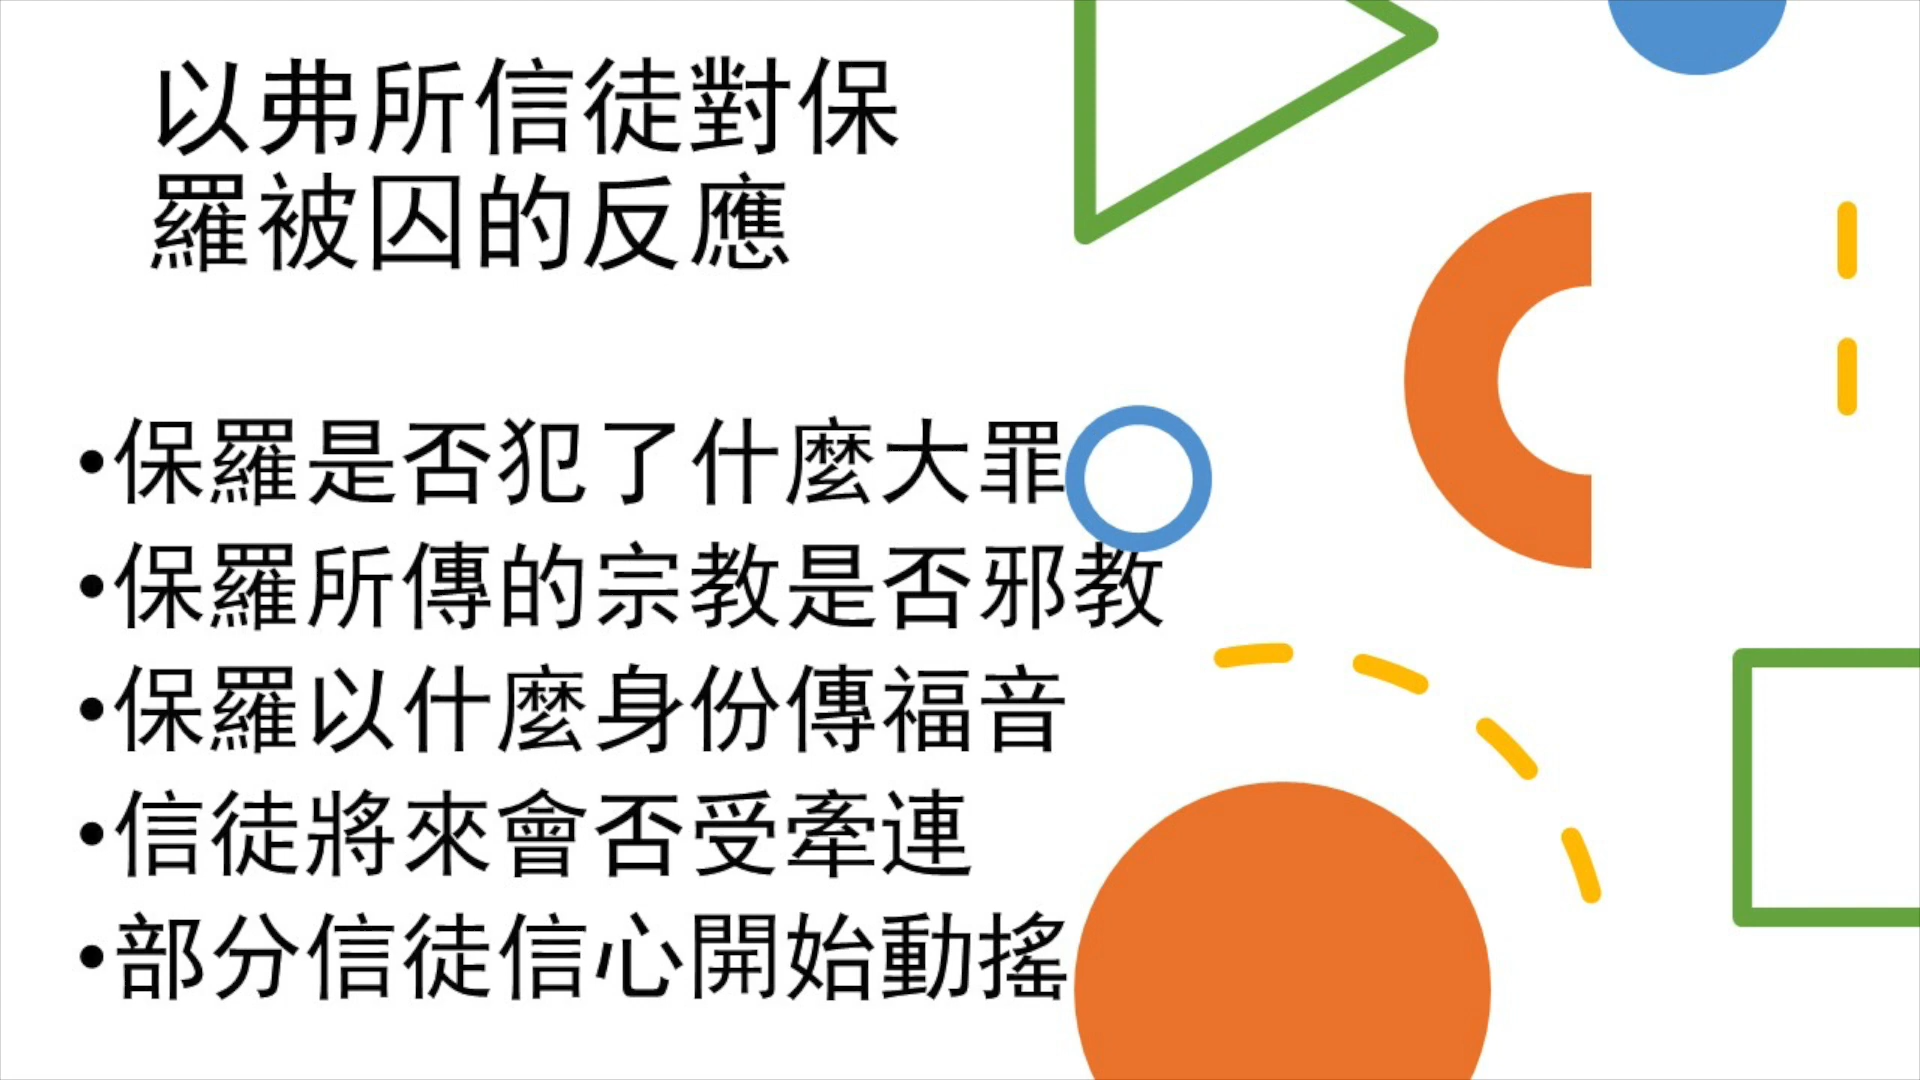 以弗所信徒對保
羅被囚的反應
•保羅是否犯了什麼大罪
•保羅所傳的宗教是否邪教
•保羅以什麼身份傳福音
•信徒將來會否受牽連
•部分信徒信心開始動搖